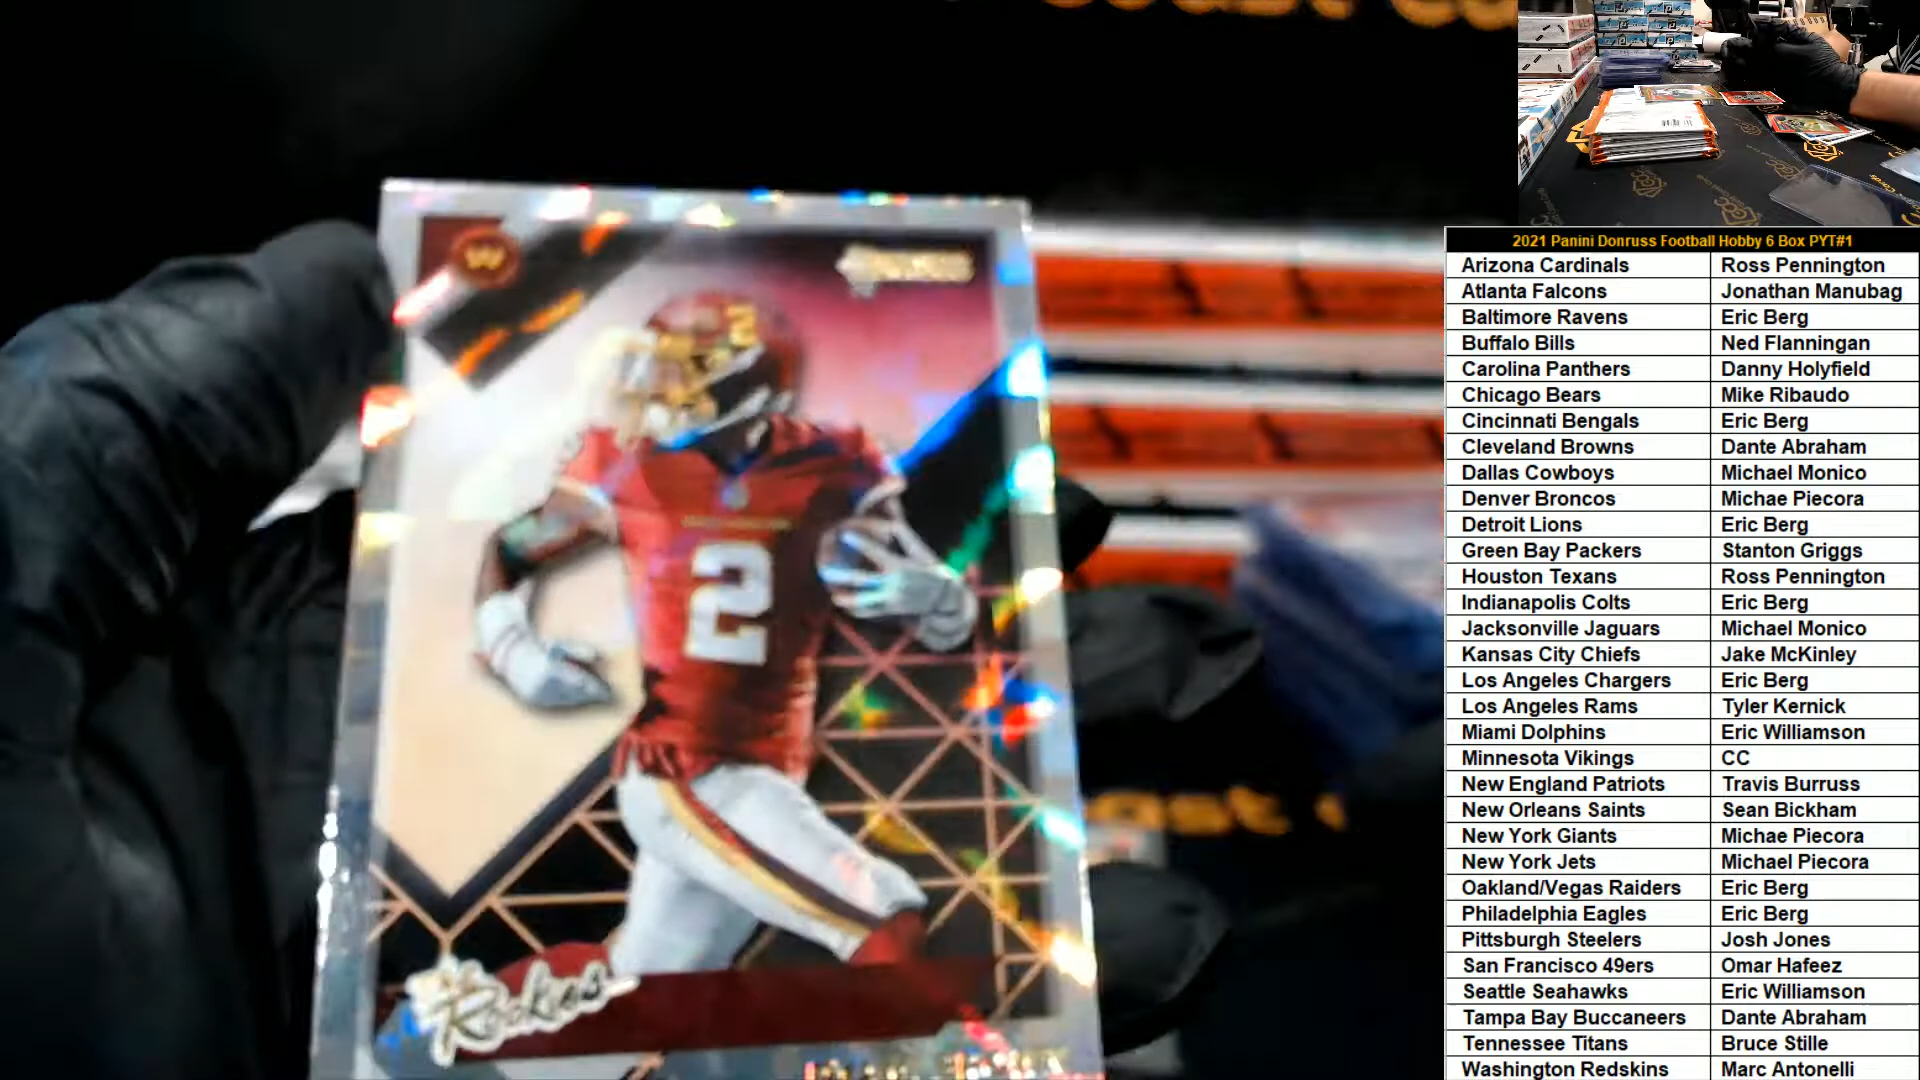 2021 Panini Donruss Football Hobby 6 Box PYT#1
Arizona Cardinals Ross Pennington
Atlanta Falcons Jonathan Manubag
Baltimore Ravens Eric Berg
Buffalo Bills Ned Flanningan
Carolina Panthers Danny Holyfield
Chicago Bears Mike Ribaudo
Cincinnati Bengals Eric Berg
Cleveland Browns Dante Abraham
Dallas Cowboys Michael Monico
Denver Broncos Michae Piecora
Detroit Lions Eric Berg
Green Bay Packers Stanton Griggs
Houston Texans Ross Pennington
Indianapolis Colts Eric Berg
Jacksonville Jaguars Michael Monico
Kansas City Chiefs Jake McKinley
Los Angeles Chargers Eric Berg
Los Angeles Rams Tyler Kernick
Miami Dolphins Eric Williamson
Minnesota Vikings CC
New England Patriots Travis Burruss
New Orleans Saints Sean Bickham
New York Giants Michae Piecora
New York Jets Michael Piecora
Oakland/Vegas Raiders Eric Berg
Philadelphia Eagles Eric Berg
Pittsburgh Steelers Josh Jones
San Francisco 49ers Omar Hafeez
Seattle Seahawks Eric Williamson
Tampa Bay Buccaneers Dante Abraham
Tennessee Titans Bruce Stille
Washington Redskins Marc Antonelli
W
2
2
Rookies